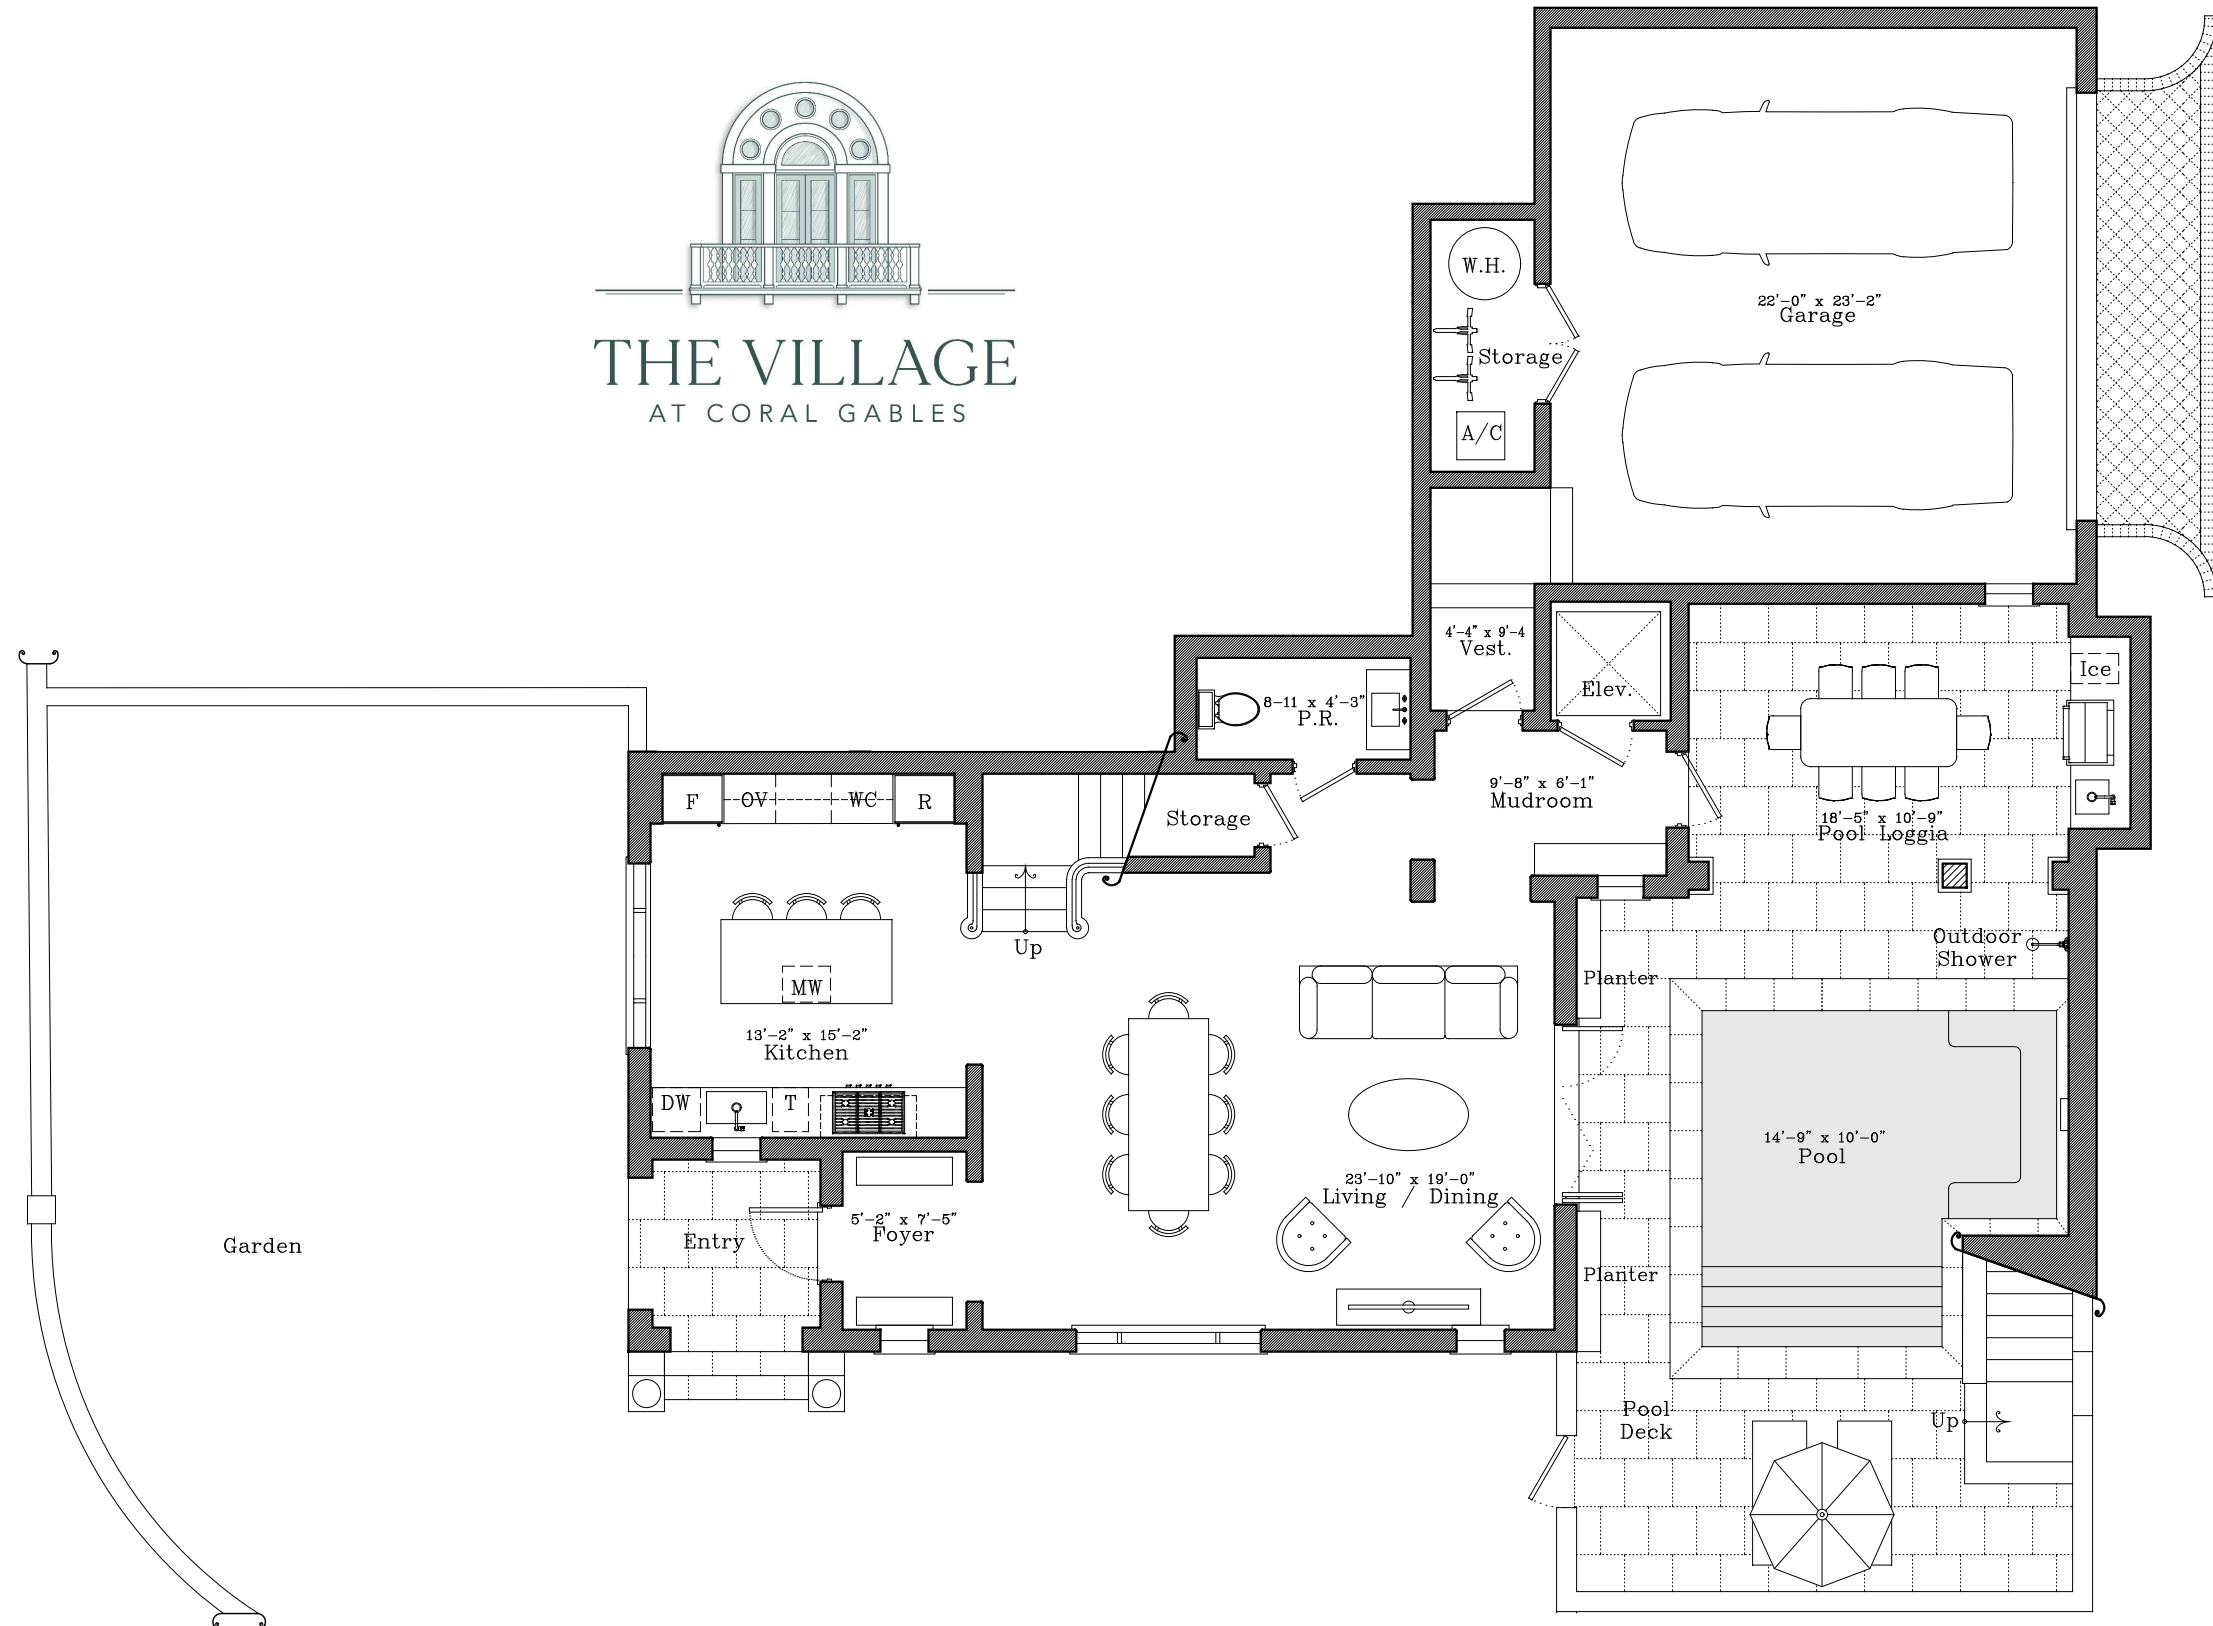 THE VILLAGE
AT CORAL GABLES
W.H.
Storage
A/C
22'-0" x 23'-2"
Garage
4'-4" x 9'-4
Vest.
Elev.
8-11 x 4'-3"
P.R.
Ice
F
OV
WC
R
Storage
9'-8" x 6'-1"
Mudroom
18'-5" x 10'-9"
Pool Loggia
Up
Outdoor
Shower
Planter
MW
13'-2" x 15'-2"
Kitchen
DW
T
14'-9" x 10'-0"
Pool
23'-10" x 19'-0"
Living / Dining
5'-2" x 7'-5"
Foyer
Entry
Garden
Planter
Pool
Deck
Up